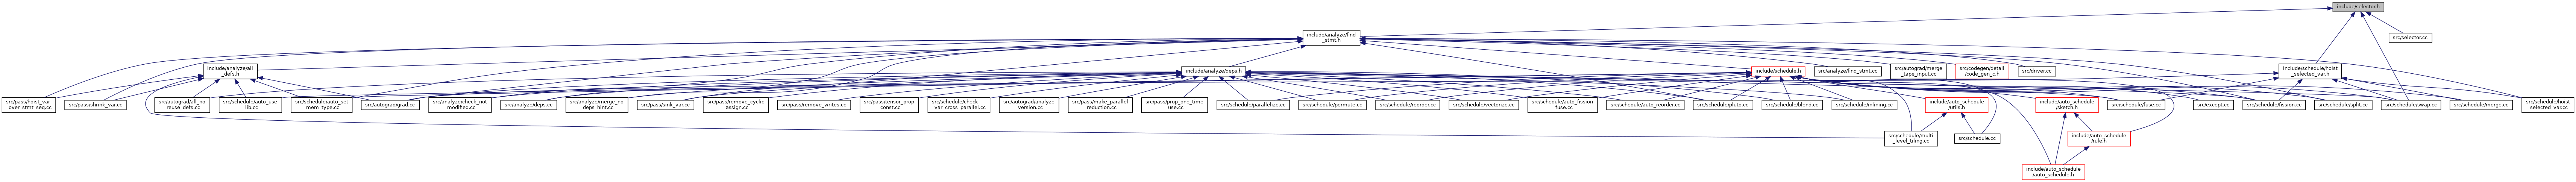 include/selector.h
include/analyze/find
_stmt.h
src/selector.cc
include/analyze/all
_defs.h
include/analyze/deps.h
include/schedule.h
src/analyze/find_stmt.cc
src/autograd/merge
_tape_input.cc
src/codegen/detail
/code_gen_c.h
src/driver.cc
include/schedule/hoist
_selected_var.h
src/pass/hoist_var
_over_stmt_seq.cc
src/pass/shrink_var.cc
src/autograd/all_no
_reuse_defs.cc
src/schedule/auto_use
_lib.cc
src/schedule/auto_set
_mem_type.cc
src/autograd/grad.cc
src/analyze/check_not
_modified.cc
src/analyze/deps.cc
src/analyze/merge_no
_deps_hint.cc
src/pass/sink_var.cc
src/pass/remove_cyclic
_assign.cc
src/pass/remove_writes.cc
src/pass/tensor_prop
_const.cc
src/schedule/check
_var_cross_parallel.cc
src/autograd/analyze
_version.cc
src/pass/make_parallel
_reduction.cc
src/pass/prop_one_time
_use.cc
src/schedule/parallelize.cc
src/schedule/permute.cc
src/schedule/reorder.cc
src/schedule/vectorize.cc
src/schedule/auto_fission
_fuse.cc
src/schedule/auto_reorder.cc
src/schedule/pluto.cc
src/schedule/blend.cc
src/schedule/inlining.cc
include/auto_schedule
/utils.h
include/auto_schedule
/sketch.h
src/schedule/fuse.cc
src/except.cc
src/schedule/fission.cc
src/schedule/split.cc
src/schedule/swap.cc
src/schedule/merge.cc
src/schedule/hoist
_selected_var.cc
src/schedule/multi
_level_tiling.cc
src/schedule.cc
include/auto_schedule
/rule.h
include/auto_schedule
/auto_schedule.h